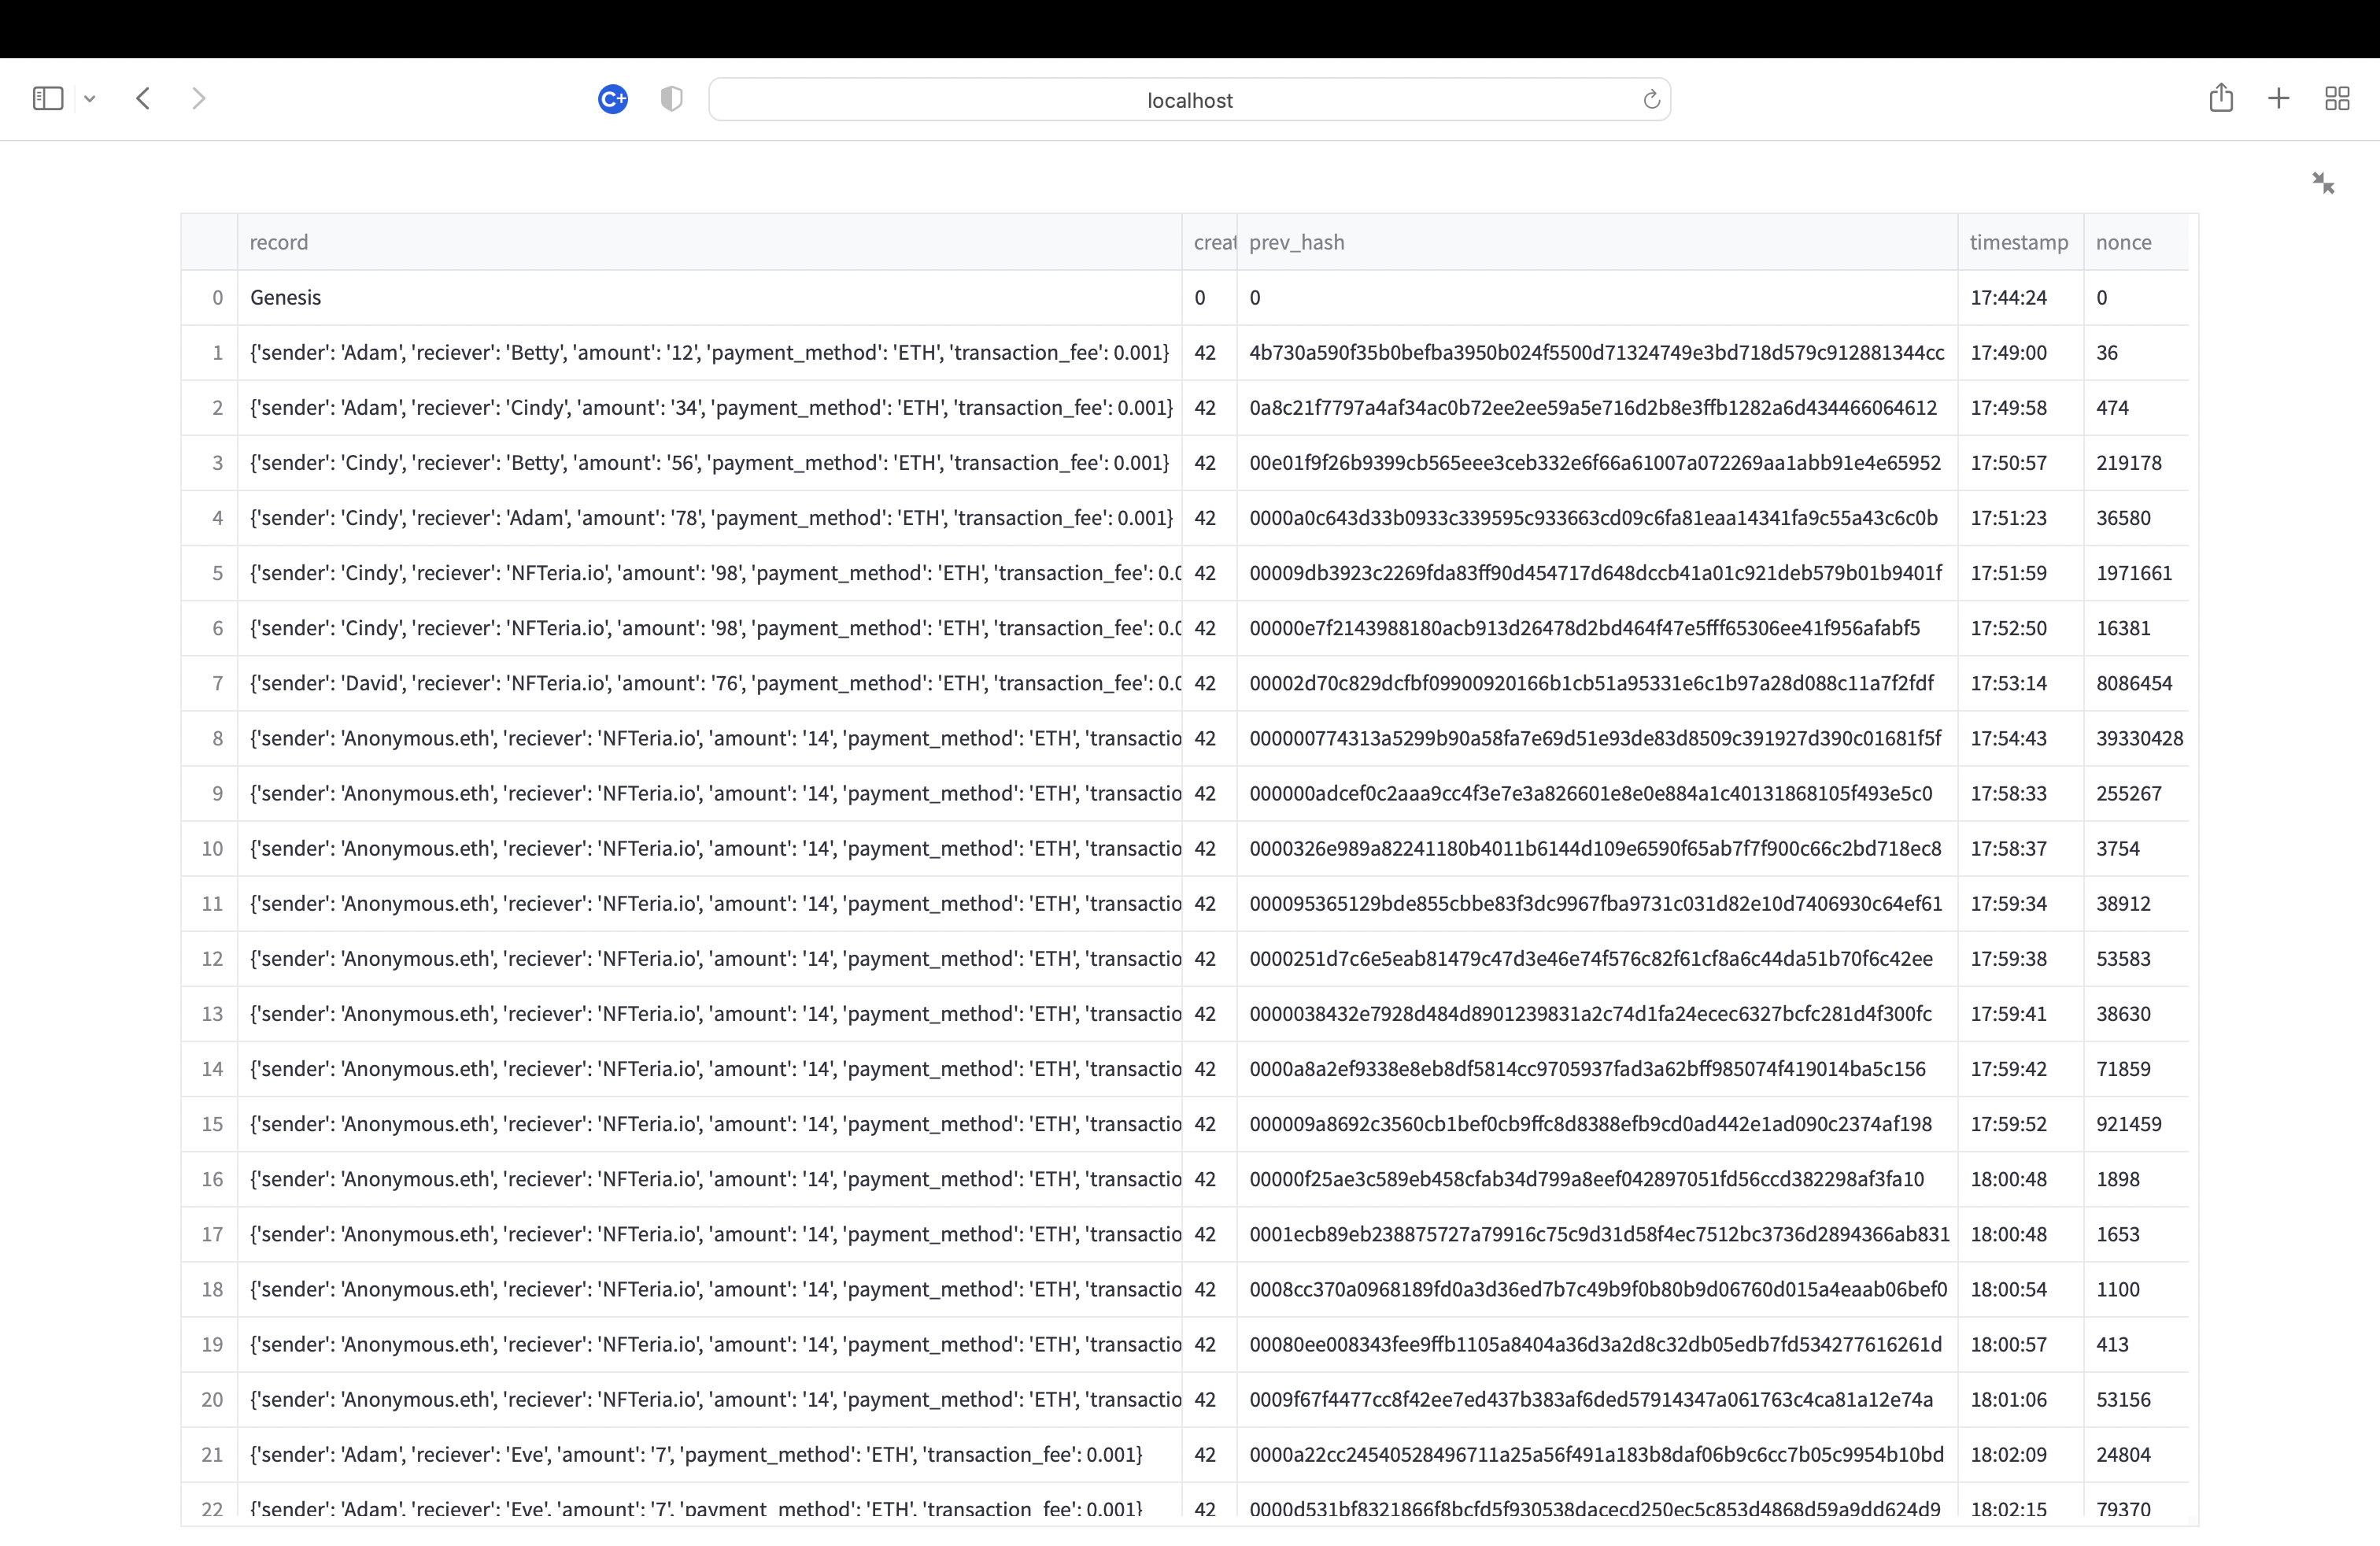 C+ localhost
record creat prev_hash timestamp nonce
0 Genesis 0 0 17:44:24 0
1 {'sender': 'Adam', 'reciever': 'Betty', 'amount': '12', 'payment_method': 'ETH', 'transaction_fee': 0.001} 42 4b730a590f35b0befba3950b024f5500d71324749e3bd718d579c912881344cc 17:49:00 36
2 {'sender': 'Adam', 'reciever': 'Cindy', 'amount': '34', 'payment_method': 'ETH', 'transaction_fee': 0.001} 42 0a8c21f7797a4af34ac0b72ee2ee59a5e716d2b8e3ffb1282a6d434466064612 17:49:58 474
3 {'sender': 'Cindy', 'reciever': 'Betty', 'amount': '56', 'payment_method': 'ETH', 'transaction_fee': 0.001} 42 00e01f9f26b9399cb565eee3ceb332e6f66a61007a072269aa1abb91e4e65952 17:50:57 219178
4 {'sender': 'Cindy', 'reciever': 'Adam', 'amount': '78', 'payment_method': 'ETH', 'transaction_fee': 0.001} 42 0000a0c643d33b0933c339595c933663cd09c6fa81eaa14341fa9c55a43c6c0b 17:51:23 36580
5 {'sender': 'Cindy', 'reciever': 'NFTeria.io', 'amount': '98', 'payment_method': 'ETH', 'transaction_fee': 0.0 42 00009db3923c2269fda83ff90d454717d648dccb41a01c921deb579b01b9401f 17:51:59 1971661
6 {'sender': 'Cindy', 'reciever': 'NFTeria.io', 'amount': '98', 'payment_method': 'ETH', 'transaction_fee': 0.0 42 00000e7f2143988180acb913d26478d2bd464f47e5fff65306ee41f956afabf5 17:52:50 16381
7 {'sender': 'David', 'reciever': 'NFTeria.io', 'amount': '76', 'payment_method': 'ETH', 'transaction_fee': 0.0 42 00002d70c829dcfbf09900920166b1cb51a95331e6c1b97a28d088c11a7f2fdf 17:53:14 8086454
8 {'sender': 'Anonymous.eth', 'reciever': 'NFTeria.io', 'amount': '14', 'payment_method': 'ETH', 'transactio 42 000000774313a5299b90a58fa7e69d51e93de83d8509c391927d390c01681f5f 17:54:43 39330428
9 {'sender': 'Anonymous.eth', 'reciever': 'NFTeria.io', 'amount': '14', 'payment_method': 'ETH', 'transactio 42 000000adcef0c2aaa9cc4f3e7e3a826601e8e0e884a1c40131868105f493e5c0 17:58:33 255267
10 {'sender': 'Anonymous.eth', 'reciever': 'NFTeria.io', 'amount': '14', 'payment_method': 'ETH', 'transactio 42 0000326e989a82241180b4011b6144d109e6590f65ab7f7f900c66c2bd718ec8 17:58:37 3754
11 {'sender': 'Anonymous.eth', 'reciever': 'NFTeria.io', 'amount': '14', 'payment_method': 'ETH', 'transactio 42 000095365129bde855cbbe83f3dc9967fba9731c031d82e10d7406930c64ef61 17:59:34 38912
12 {'sender': 'Anonymous.eth', 'reciever': 'NFTeria.io', 'amount': '14', 'payment_method': 'ETH', 'transactio 42 0000251d7c6e5eab81479c47d3e46e74f576c82f61cf8a6c44da51b70f6c42ee 17:59:38 53583
13 {'sender': 'Anonymous.eth', 'reciever': 'NFTeria.io', 'amount': '14', 'payment_method': 'ETH', 'transactio 42 0000038432e7928d484d8901239831a2c74d1fa24ecec6327bcfc281d4f300fc 17:59:41 38630
14 {'sender': 'Anonymous.eth', 'reciever': 'NFTeria.io', 'amount': '14', 'payment_method': 'ETH', 'transactio 42 0000a8a2ef9338e8eb8df5814cc9705937fad3a62bff985074f419014ba5c156 17:59:42 71859
15 {'sender': 'Anonymous.eth', 'reciever': 'NFTeria.io', 'amount': '14', 'payment_method': 'ETH', 'transactio 42 000009a8692c3560cb1bef0cb9ffc8d8388efb9cd0ad442e1ad090c2374af198 17:59:52 921459
16 {'sender': 'Anonymous.eth', 'reciever': 'NFTeria.io', 'amount': '14', 'payment_method': 'ETH', 'transactio 42 00000f25ae3c589eb458cfab34d799a8eef042897051fd56ccd382298af3fa10 18:00:48 1898
17 {'sender': 'Anonymous.eth', 'reciever': 'NFTeria.io', 'amount': '14', 'payment_method': 'ETH', 'transactio 42 0001ecb89eb238875727a79916c75c9d31d58f4ec7512bc3736d2894366ab831 18:00:48 1653
18 {'sender': 'Anonymous.eth', 'reciever': 'NFTeria.io', 'amount': '14', 'payment_method': 'ETH', 'transactio 42 0008cc370a0968189fd0a3d36ed7b7c49b9f0b80b9d06760d015a4eaab06bef0 18:00:54 1100
19 {'sender': 'Anonymous.eth', 'reciever': 'NFTeria.io', 'amount': '14', 'payment_method': 'ETH', 'transactio 42 00080ee008343fee9ffb1105a8404a36d3a2d8c32db05edb7fd534277616261d 18:00:57 413
20 {'sender': 'Anonymous.eth', 'reciever': 'NFTeria.io', 'amount': '14', 'payment_method': 'ETH', 'transactio 42 0009f67f4477cc8f42ee7ed437b383af6ded57914347a061763c4ca81a12e74a 18:01:06 53156
21 {'sender': 'Adam', 'reciever': 'Eve', 'amount': '7', 'payment_method': 'ETH', 'transaction_fee': 0.001} 42 0000a22cc24540528496711a25a56f491a183b8daf06b9c6cc7b05c9954b10bd 18:02:09 24804
22 {'sender': 'Adam', 'reciever': 'Eve', 'amount': '7', 'payment_method': 'ETH', 'transaction_fee': 0.001} 42 0000d531bf8321866f8bcfd5f930538dacecd250ec5c853d4868d59a9dd624d9 18:02:15 79370